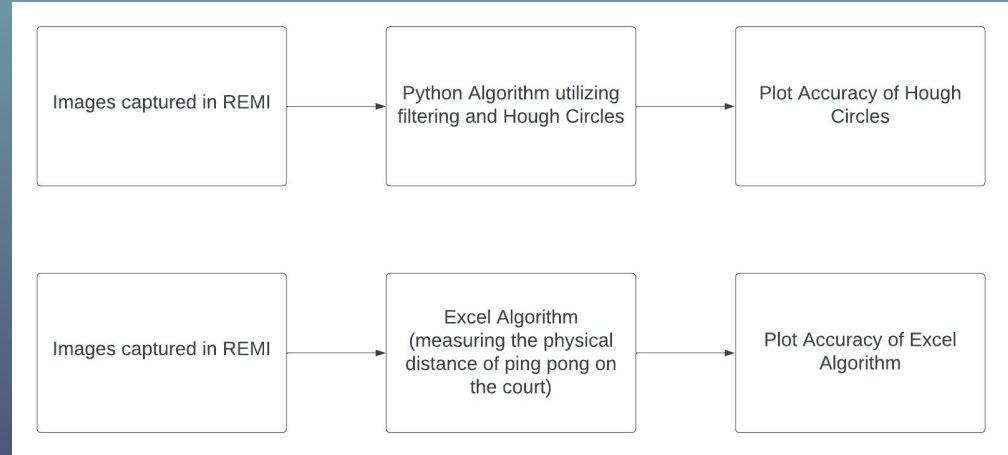 Images captured in REMI
Python Algorithm utilizing
filtering and Hough Circles
Plot Accuracy of Hough
Circles
Images captured in REMI
Excel Algorithm
(measuring the physical
distance of ping pong on
the court)
Plot Accuracy of Excel
Algorithm